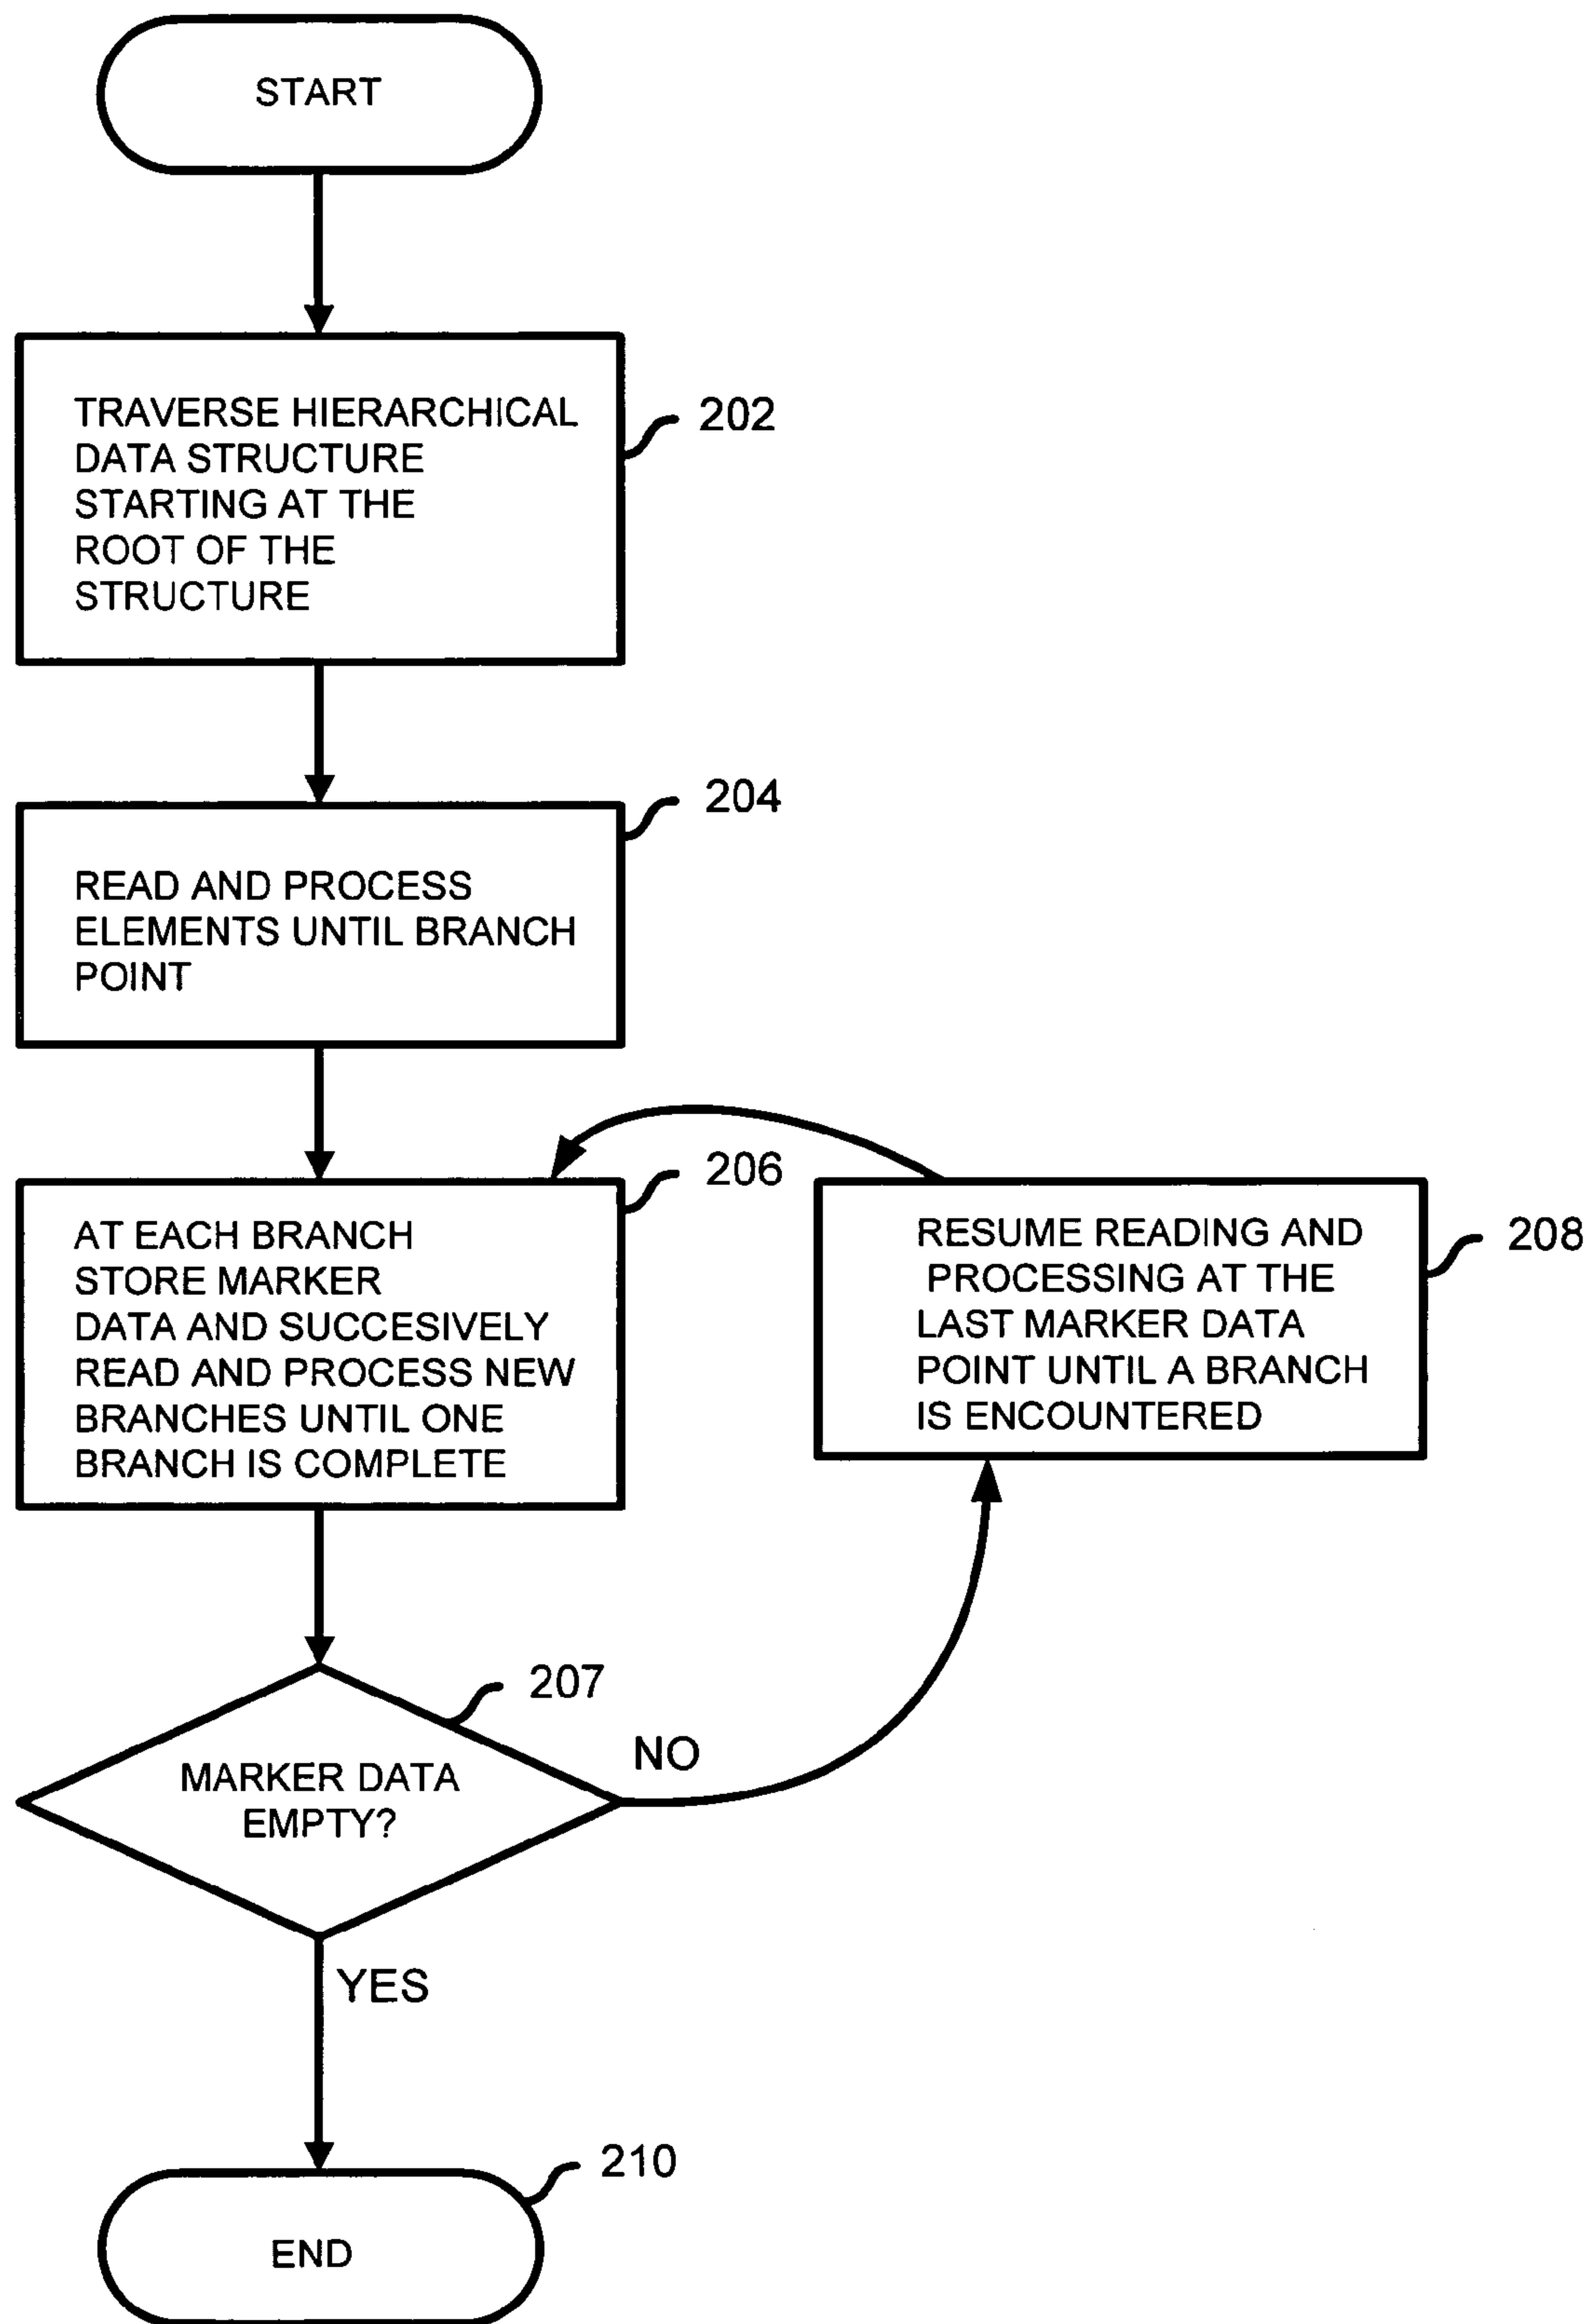 START
TRAVERSE HIERARCHICAL
DATA STRUCTURE
STARTING AT THE
ROOT OF THE
STRUCTURE
202
READ AND PROCESS
ELEMENTS UNTIL BRANCH
POINT
204
AT EACH BRANCH
STORE MARKER
DATA AND SUCCESIVELY
READ AND PROCESS NEW
BRANCHES UNTIL ONE
BRANCH IS COMPLETE
206
RESUME READING AND
PROCESSING AT THE
LAST MARKER DATA
POINT UNTIL A BRANCH
IS ENCOUNTERED
208
MARKER DATA
EMPTY?
207
NO
YES
END
210